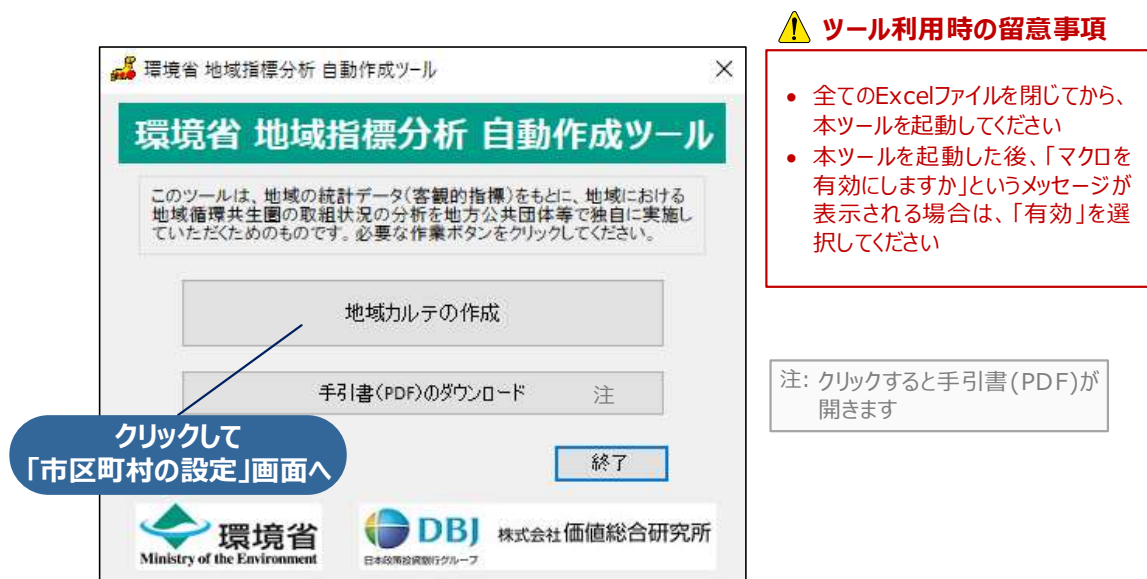 ツール利用時の留意事項
• 全てのExcelファイルを閉じてから、
本ツールを起動してください
• 本ツールを起動した後、「マクロを
有効にしますか」というメッセージが
表示される場合は、「有効」を選
択してください
環境省 地域指標分析 自動作成ツール
環境省 地域指標分析 自動作成ツール
このツールは、地域の統計データ(客観的指標)をもとに、地域における
地域循環共生圏の取組状況の分析を地方公共団体等で独自に実施し
ていただくためのものです。必要な作業ボタンをクリックしてください。
地域カルテの作成
手引書(PDF)のダウンロード 注
注: クリックすると手引書(PDF)が
開きます
クリックして
「市区町村の設定」画面へ
終了
環境省
Ministry of the Environment
DBJ
日本政策投資銀行グループ
株式会社価値総合研究所